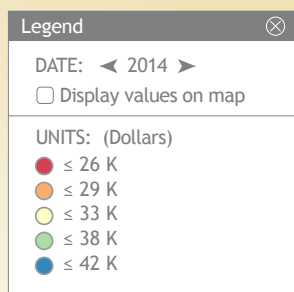 Legend
DATE: 2014
Display values on map
UNITS: (Dollars)
≤ 26 K
≤ 29 K
≤ 33 K
≤ 38 K
≤ 42 K